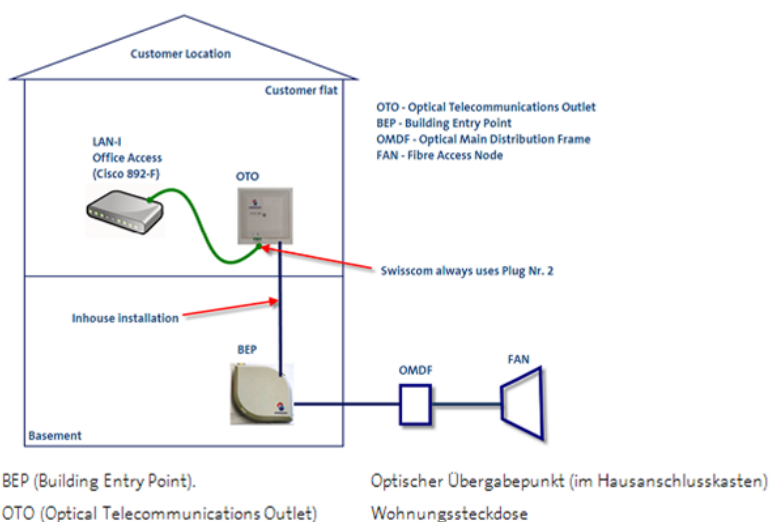 Customer Location
Customer flat
OTO - Optical Telecommunications Outlet
BEP - Building Entry Point
OMDF - Optical Main Distribution Frame
FAN - Fibre Access Node
LAN-I
Office Access
(Cisco 892-F)
OTO
Swisscom always uses Plug Nr. 2
Inhouse installation
BEP
OMDF
FAN
Basement
BEP (Building Entry Point). Optischer Übergabepunkt (im Hausanschlusskasten)
OTO (Optical Telecommunications Outlet) Wohnungssteckdose